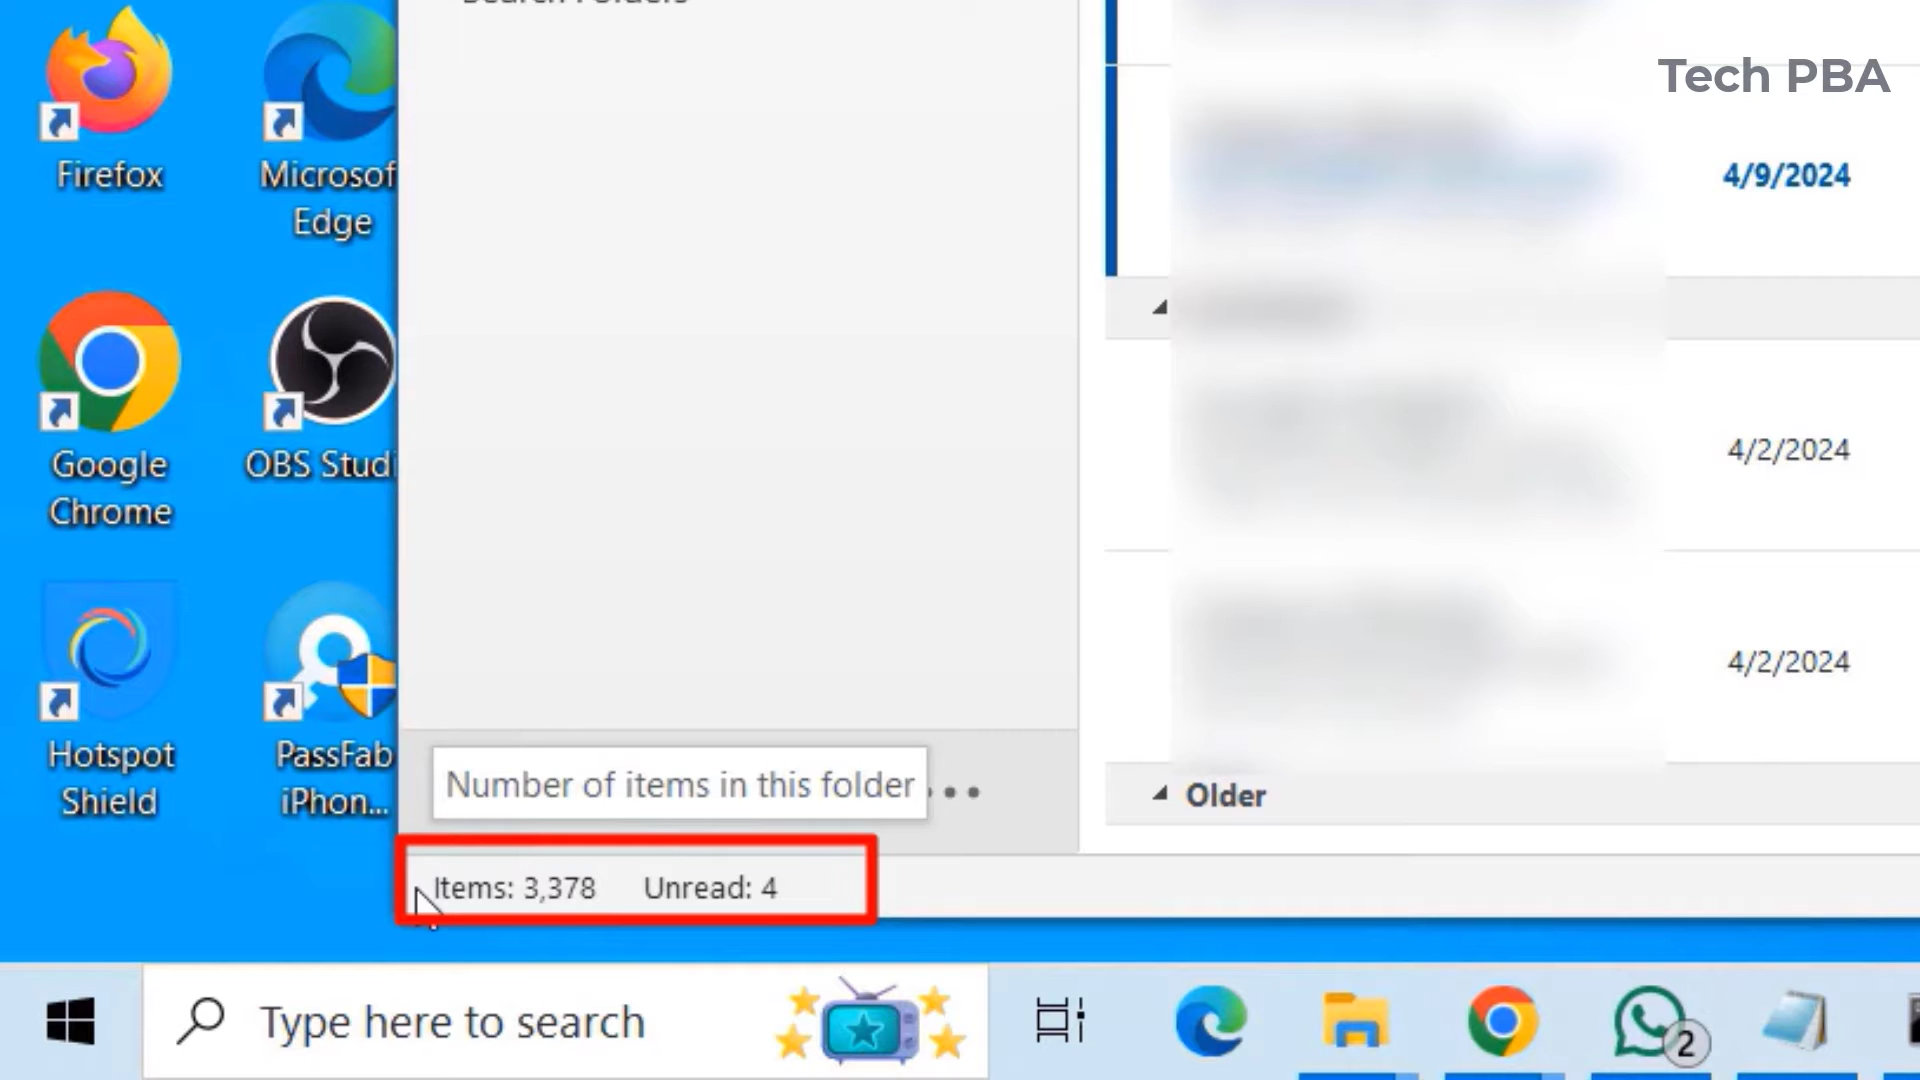 Search Folders
Tech PBA
Firefox
Microsof
Edge
4/9/2024
Google
Chrome
OBS Studi
4/2/2024
4/2/2024
Hotspot
Shield
PassFab
iPhon...
Number of items in this folder
Older
Items: 3,378 Unread: 4
Type here to search
2